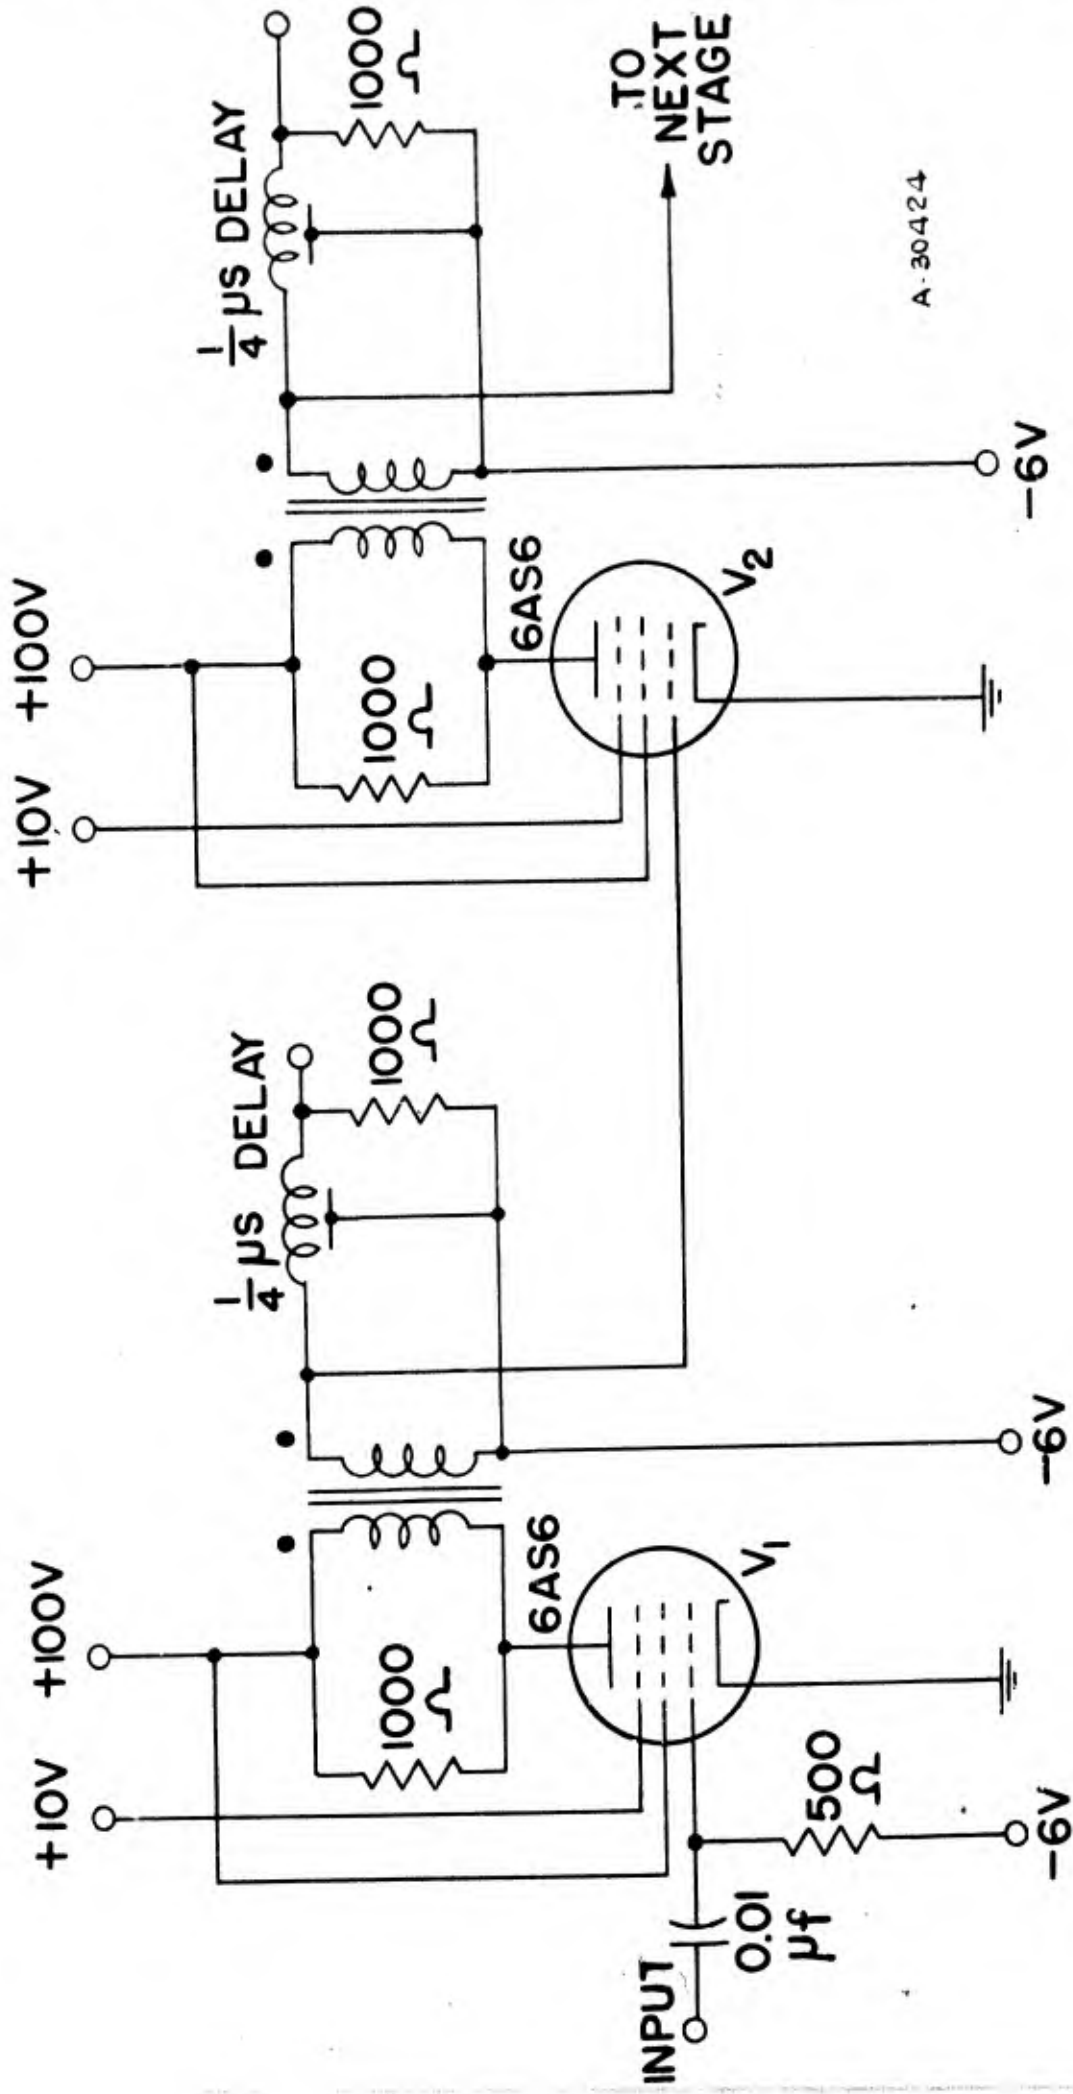 +10V
+100V
1000
Ω
6AS6
V1
INPUT
0.01
μf
500
Ω
-6V
-6V
1/4 μs DELAY
1000
Ω
+10V
+100V
1000
Ω
6AS6
V2
-6V
1/4 μs DELAY
1000
Ω
TO
NEXT
STAGE
A-30424